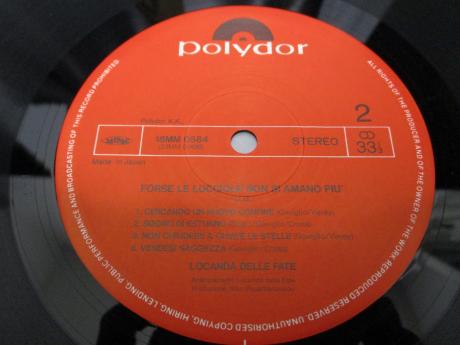 polydor
ALL RIGHTS OF THE PRODUCER AND OF THE OWNER OF THE WORK REPRODUCED RESERVED. UNAUTHORISED COPYING, HIRING, LENDING, PUBLIC PERFORMANCE AND BROADCASTING OF THIS RECORD PROHIBITED
Polydor K.K.
2
18MM 0584
STEREO
33⅓
Made in Japan
FORSE LE LUCCIOLE NON SI AMANO PIU'
1. CERCANDO UN NUOVO CONFINE
2. SOGNO DI ESTUNNO
3. NON CHIUDERE A CHIAVE LE STELLE
4. VENDESI SAGGEZZA
LOCANDA DELLE FATE